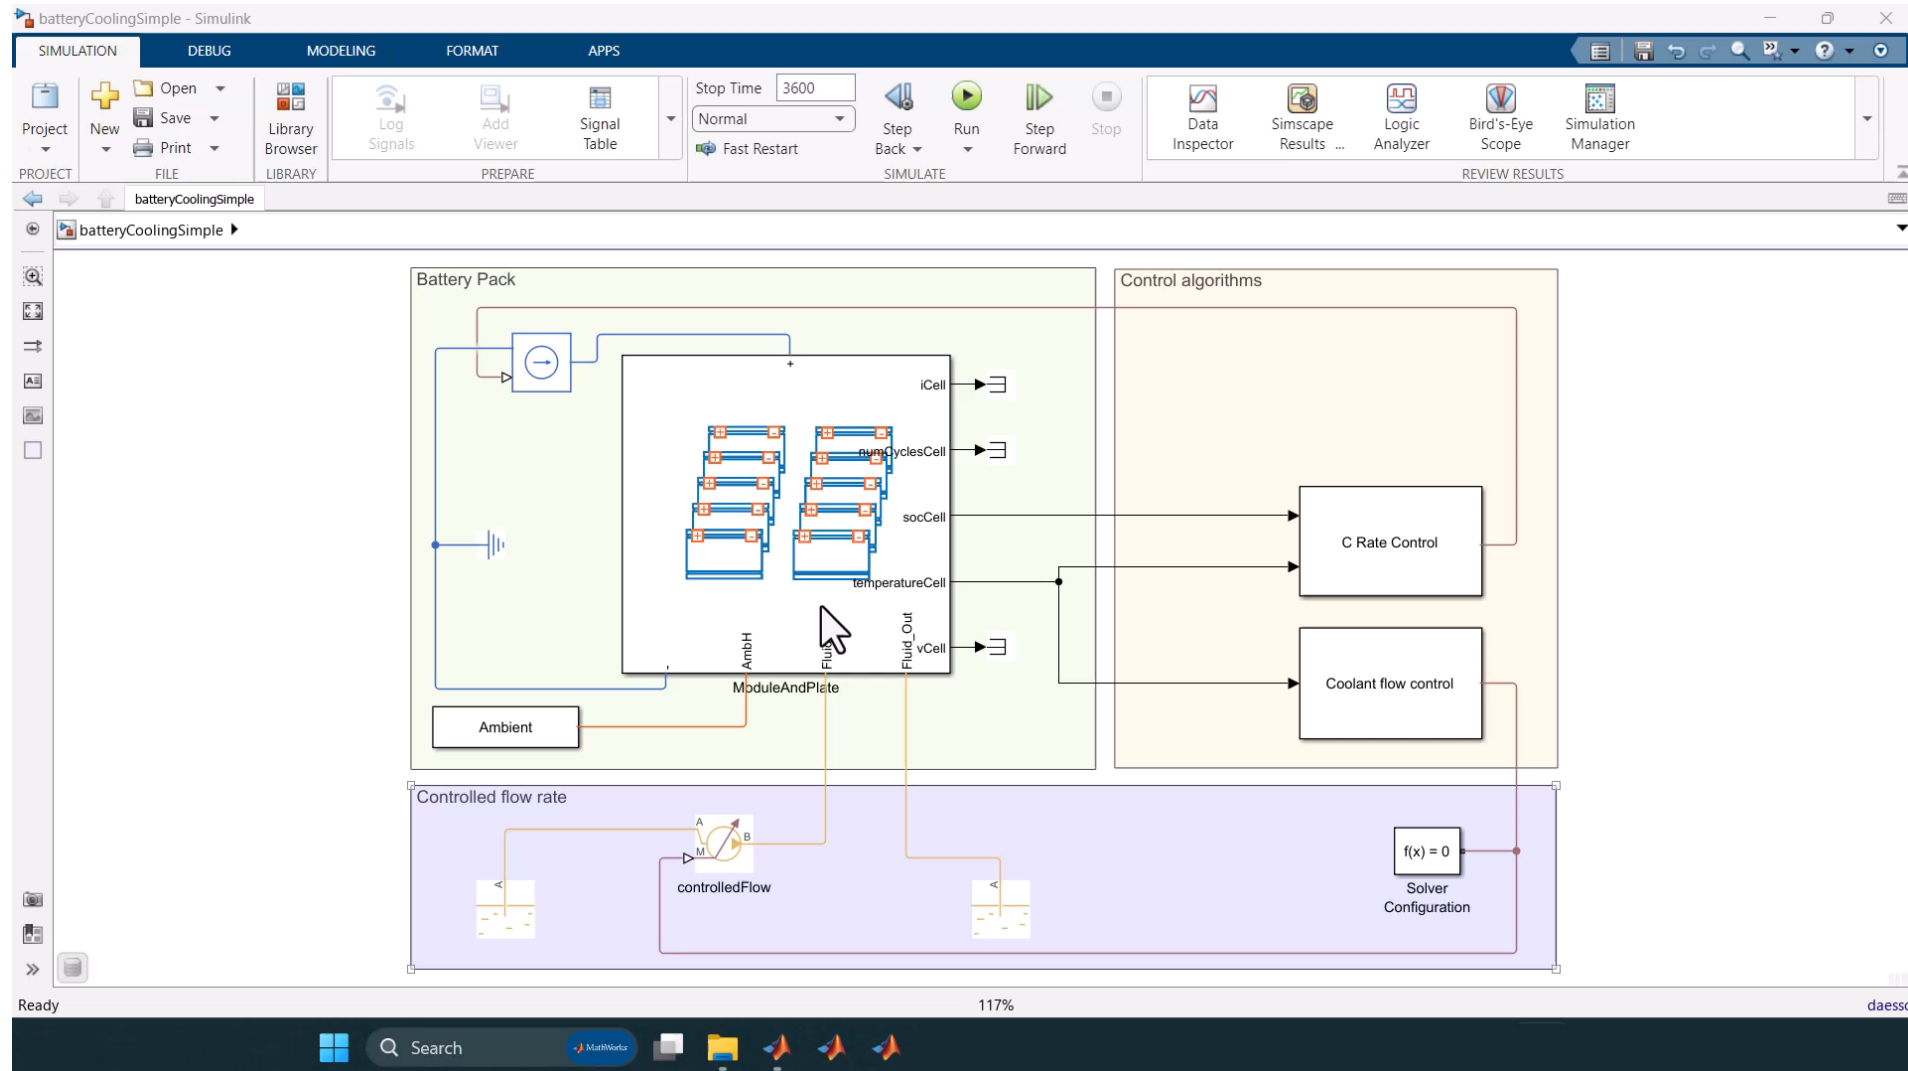 batteryCoolingSimple - Simulink
SIMULATION
DEBUG
MODELING
FORMAT
APPS
Project
New
Open
Save
Print
Library
Browser
Log
Signals
Add
Viewer
Signal
Table
Stop Time 3600
Normal
Fast Restart
Step
Back
Run
Step
Forward
Stop
Data
Inspector
Simscape
Results ...
Logic
Analyzer
Bird's-Eye
Scope
Simulation
Manager
PROJECT
FILE
LIBRARY
PREPARE
SIMULATE
REVIEW RESULTS
batteryCoolingSimple
batteryCoolingSimple
Battery Pack
Control algorithms
+
iCell
numCyclesCell
socCell
temperatureCell
vCell
-
AmbH
Fluid_Out
ModuleAndPlate
Ambient
C Rate Control
Coolant flow control
Controlled flow rate
A
B
M
controlledFlow
A
A
f(x) = 0
Solver
Configuration
Ready
117%
Search
MathWorks